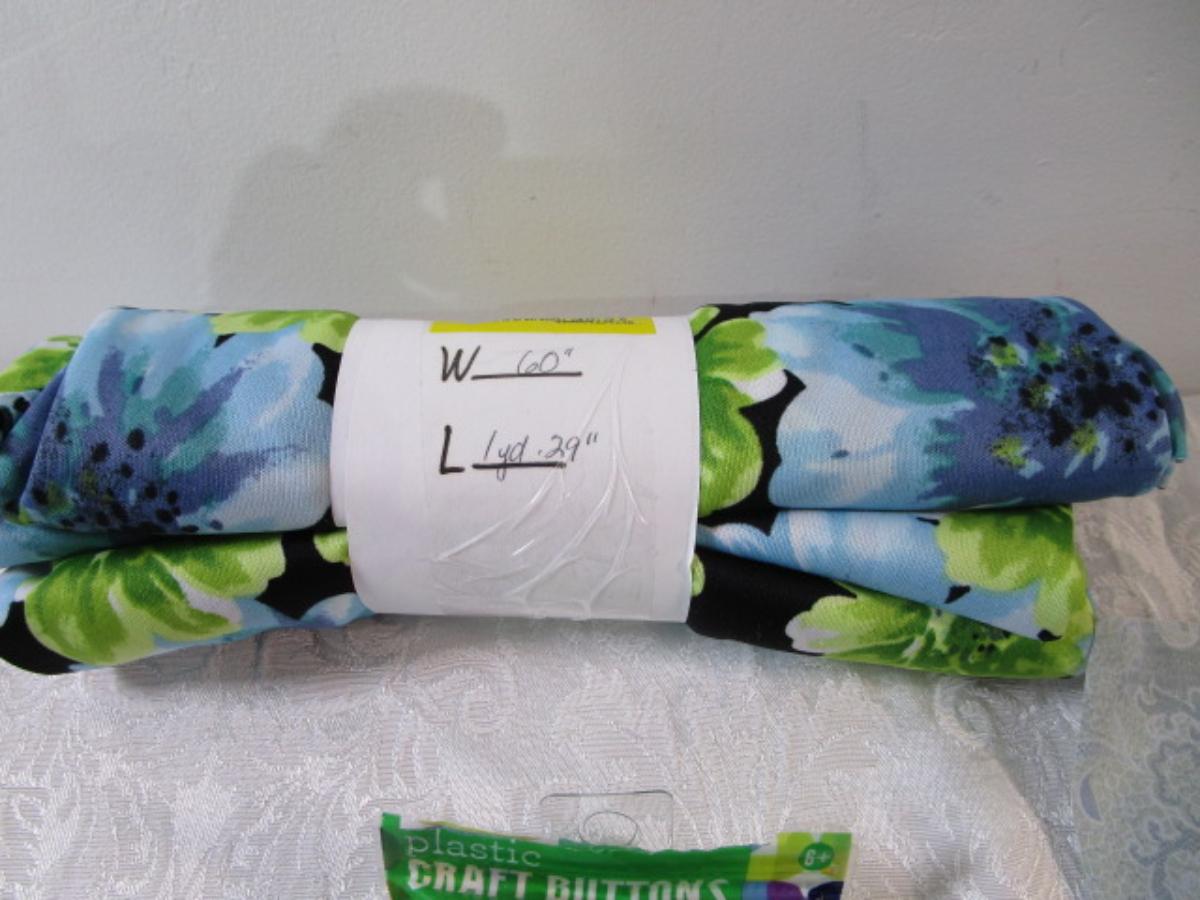 W 60"
L 1yd. 29"
plastic
CRAFT BUTTONS
6+